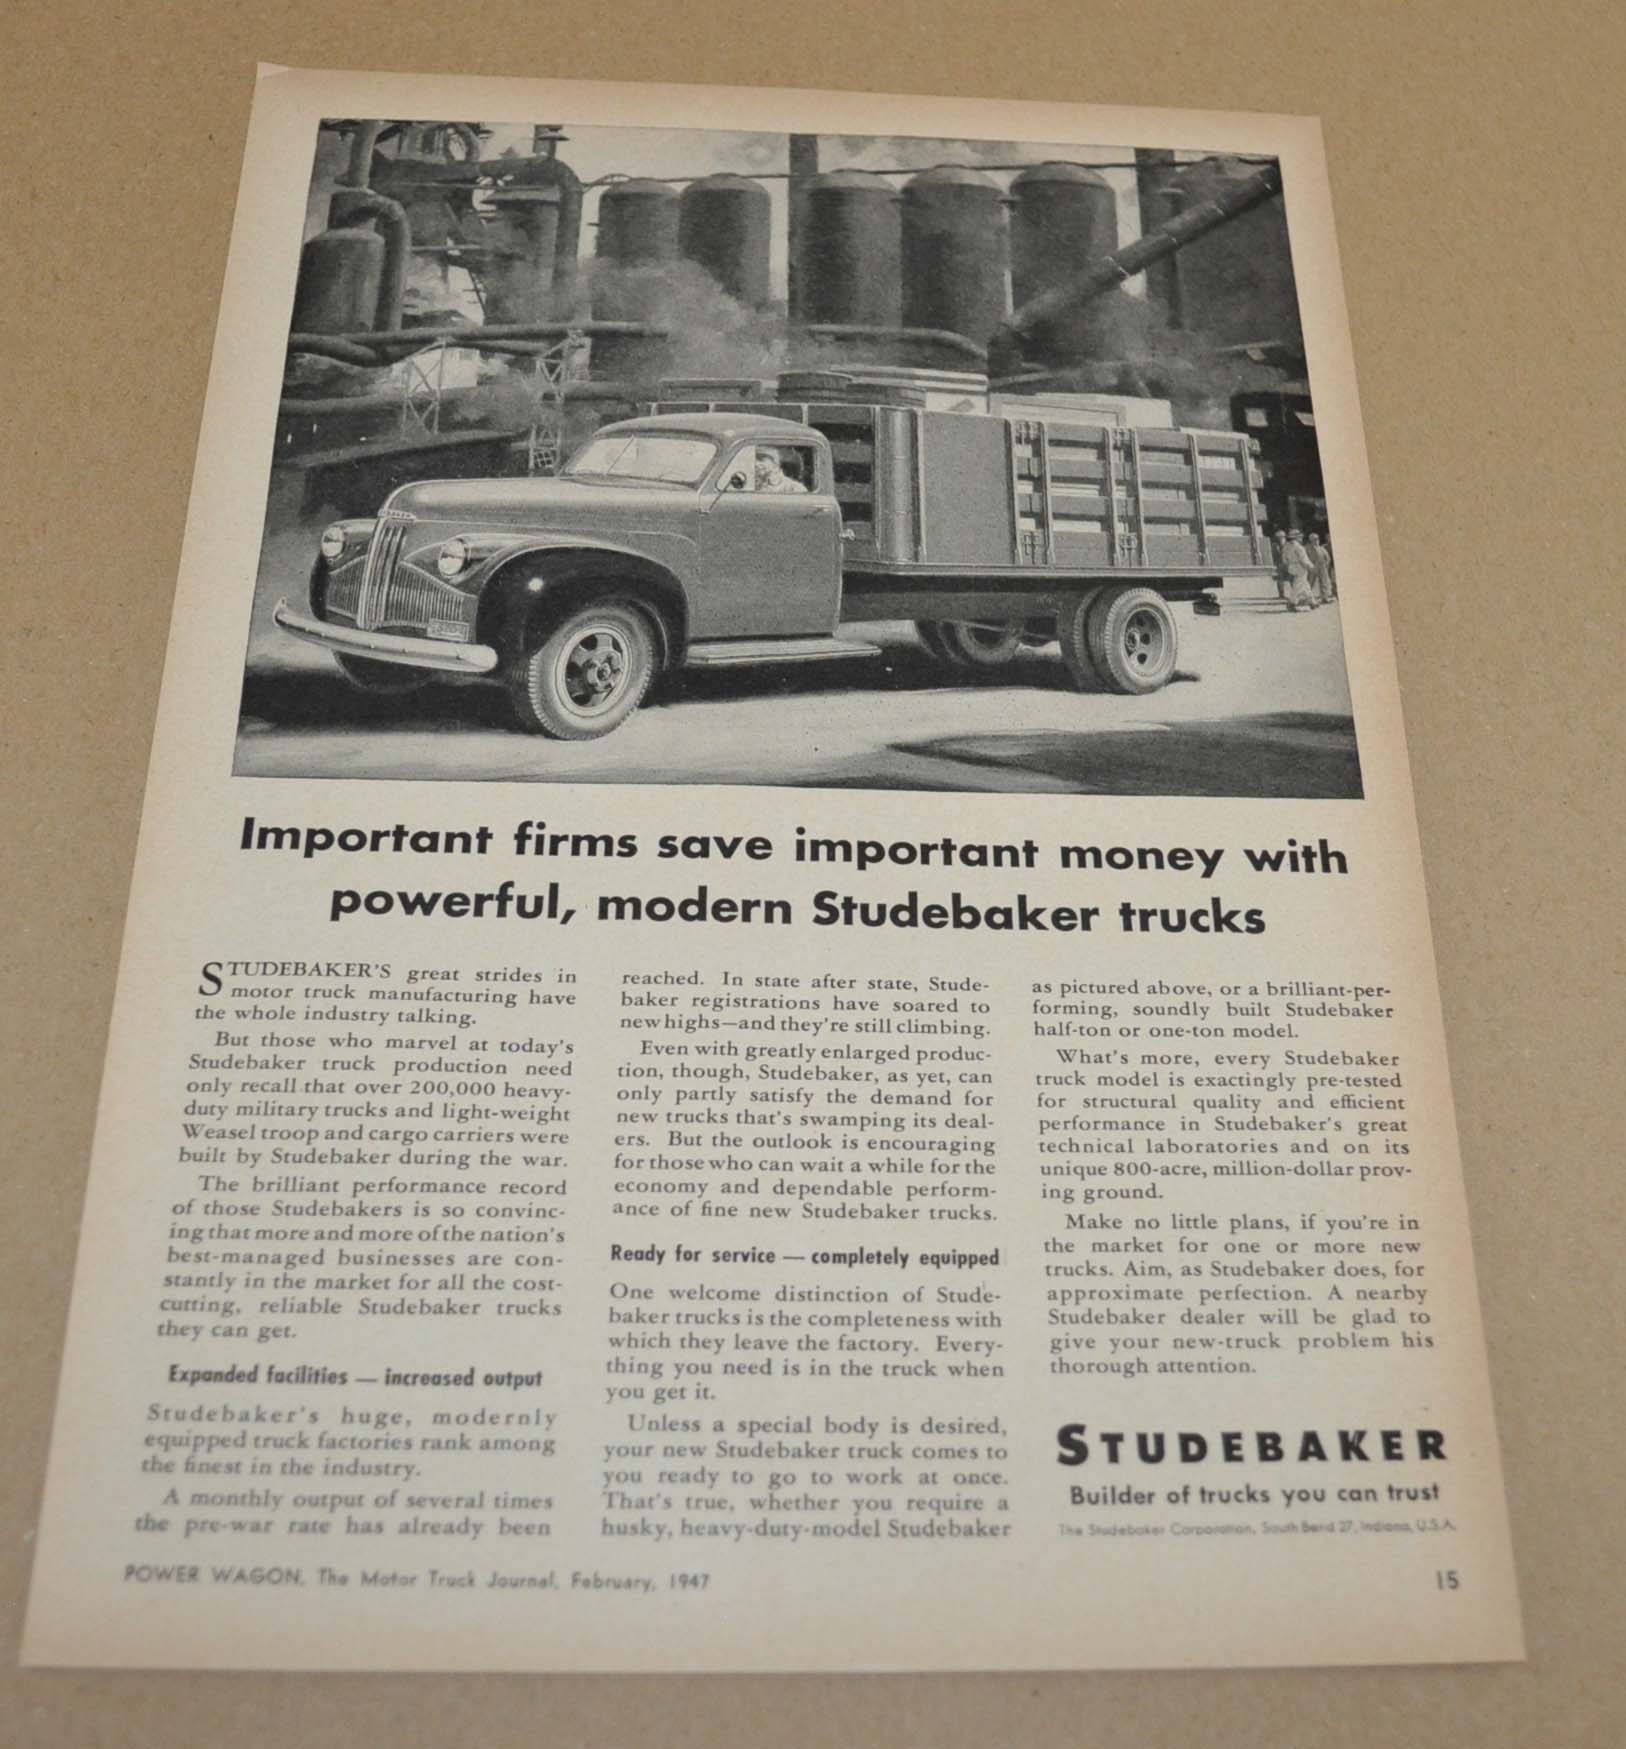 Important firms save important money with
powerful, modern Studebaker trucks
STUDEBAKER'S great strides in
motor truck manufacturing have
the whole industry talking.
But those who marvel at today's
Studebaker truck production need
only recall that over 200,000 heavy-
duty military trucks and light-weight
Weasel troop and cargo carriers were
built by Studebaker during the war.
The brilliant performance record
of those Studebakers is so convinc-
ing that more and more of the nation's
best-managed businesses are con-
stantly in the market for all the cost-
cutting, reliable Studebaker trucks
they can get.
Expanded facilities — increased output
Studebaker's huge, modernly
equipped truck factories rank among
the finest in the industry.
A monthly output of several times
the pre-war rate has already been
reached. In state after state, Stude-
baker registrations have soared to
new highs—and they're still climbing.
Even with greatly enlarged produc-
tion, though, Studebaker, as yet, can
only partly satisfy the demand for
new trucks that's swamping its deal-
ers. But the outlook is encouraging
for those who can wait a while for the
economy and dependable perform-
ance of fine new Studebaker trucks.
Ready for service — completely equipped
One welcome distinction of Stude-
baker trucks is the completeness with
which they leave the factory. Every-
thing you need is in the truck when
you get it.
Unless a special body is desired,
your new Studebaker truck comes to
you ready to go to work at once.
That's true, whether you require a
husky, heavy-duty-model Studebaker
as pictured above, or a brilliant-per-
forming, soundly built Studebaker
half-ton or one-ton model.
What's more, every Studebaker
truck model is exactingly pre-tested
for structural quality and efficient
performance in Studebaker's great
technical laboratories and on its
unique 800-acre, million-dollar prov-
ing ground.
Make no little plans, if you're in
the market for one or more new
trucks. Aim, as Studebaker does, for
approximate perfection. A nearby
Studebaker dealer will be glad to
give your new-truck problem his
thorough attention.
STUDEBAKER
Builder of trucks you can trust
The Studebaker Corporation, South Bend 27, Indiana, U.S.A.
POWER WAGON, The Motor Truck Journal, February, 1947
15